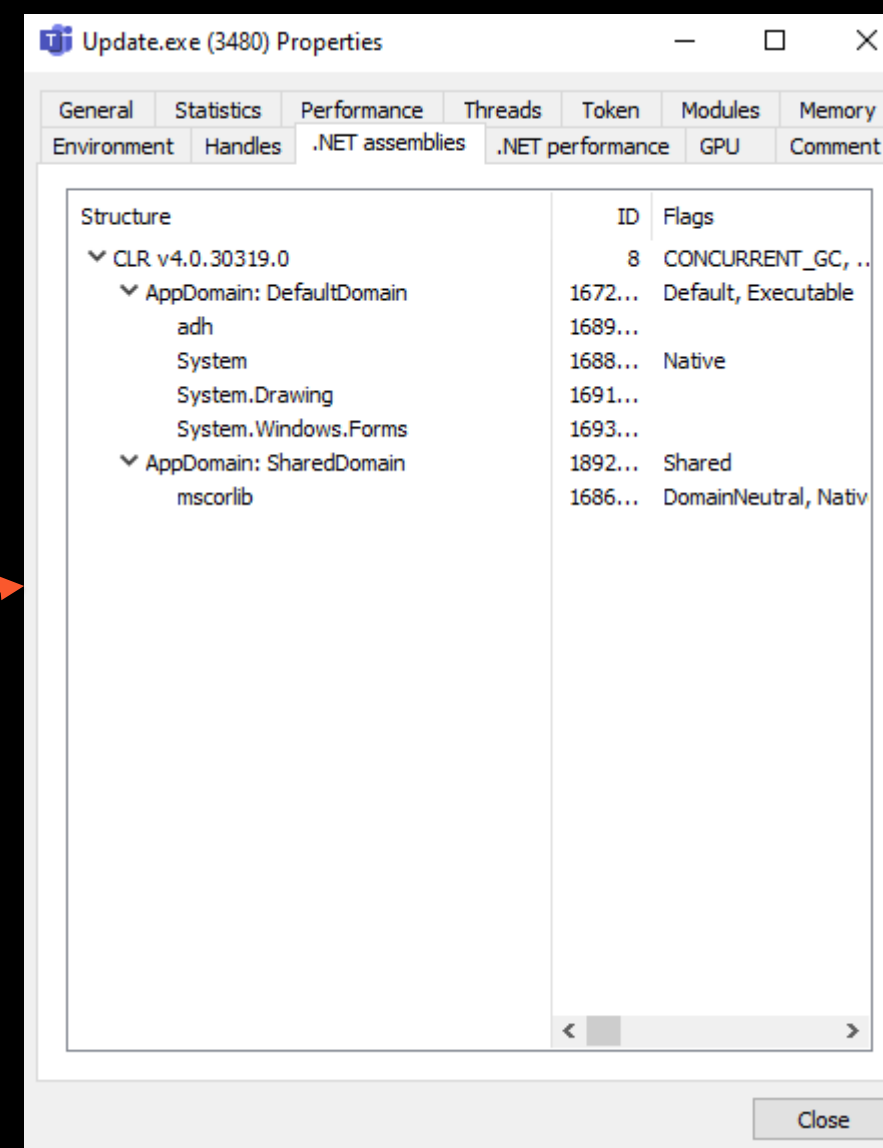 Update.exe (3480) Properties
General Statistics Performance Threads Token Modules Memory
Environment Handles .NET assemblies .NET performance GPU Comment
Structure ID Flags
CLR v4.0.30319.0 8 CONCURRENT_GC, ...
AppDomain: DefaultDomain 1672... Default, Executable
adh 1689...
System 1688... Native
System.Drawing 1691...
System.Windows.Forms 1693...
AppDomain: SharedDomain 1892... Shared
mscorlib 1686... DomainNeutral, Nativ
Close